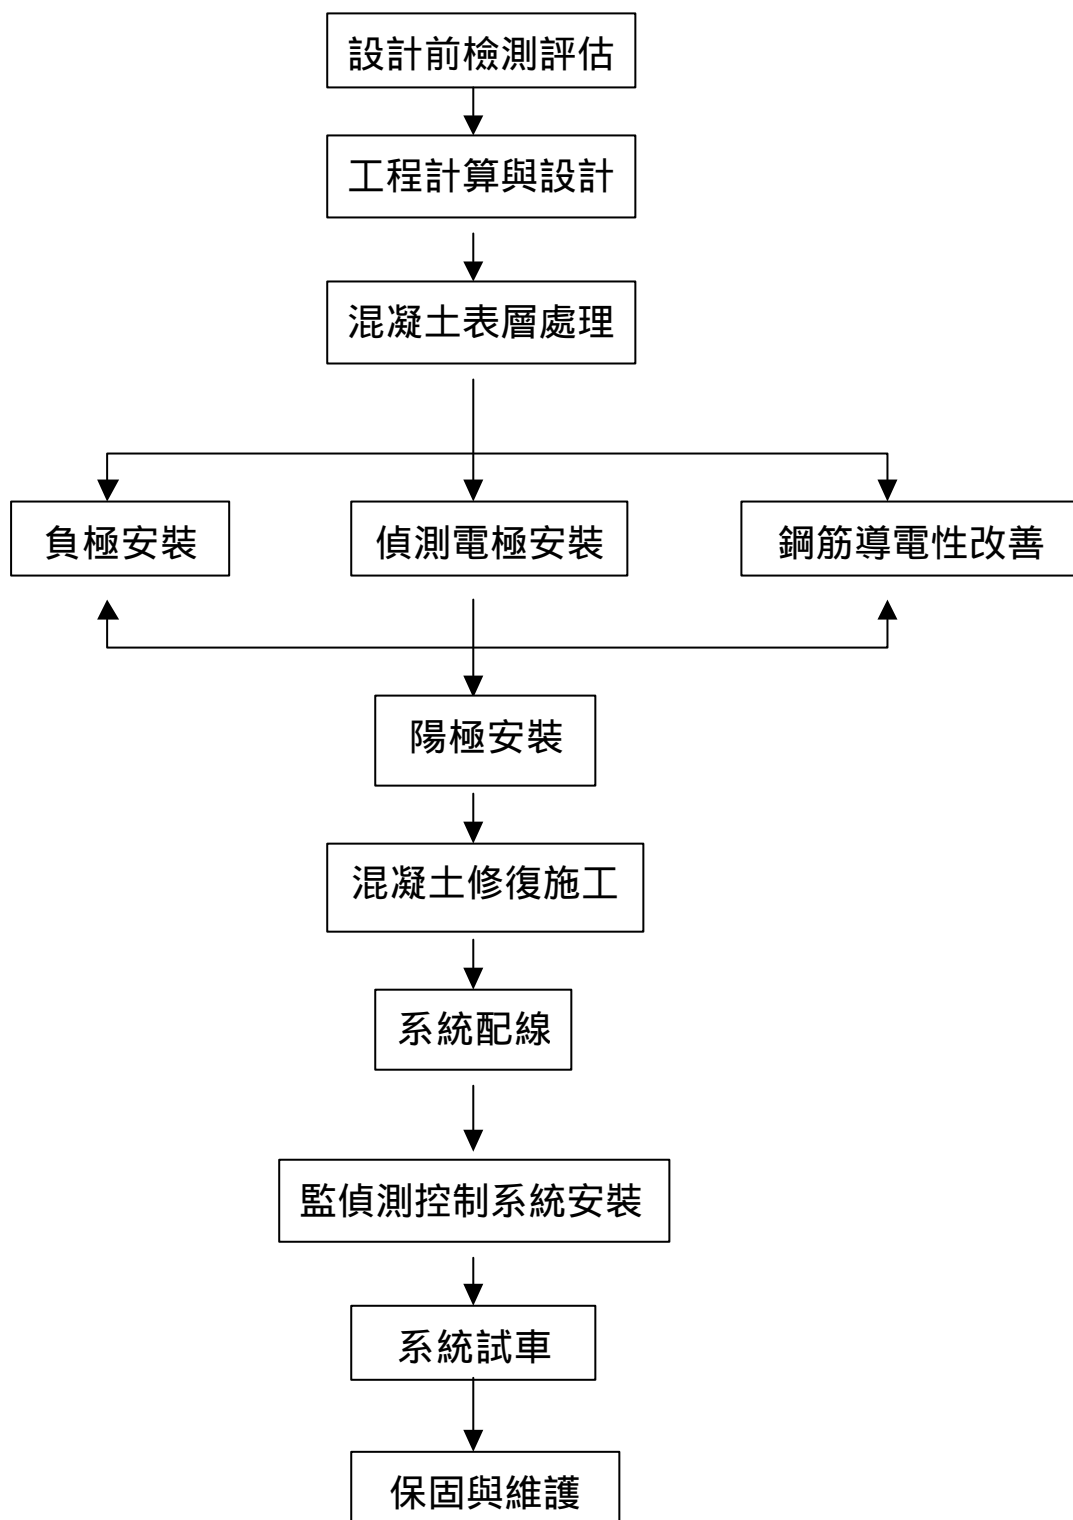 設計前檢測評估
工程計算與設計
混凝土表層處理
負極安裝
偵測電極安裝
鋼筋導電性改善
陽極安裝
混凝土修復施工
系統配線
監偵測控制系統安裝
系統試車
保固與維護